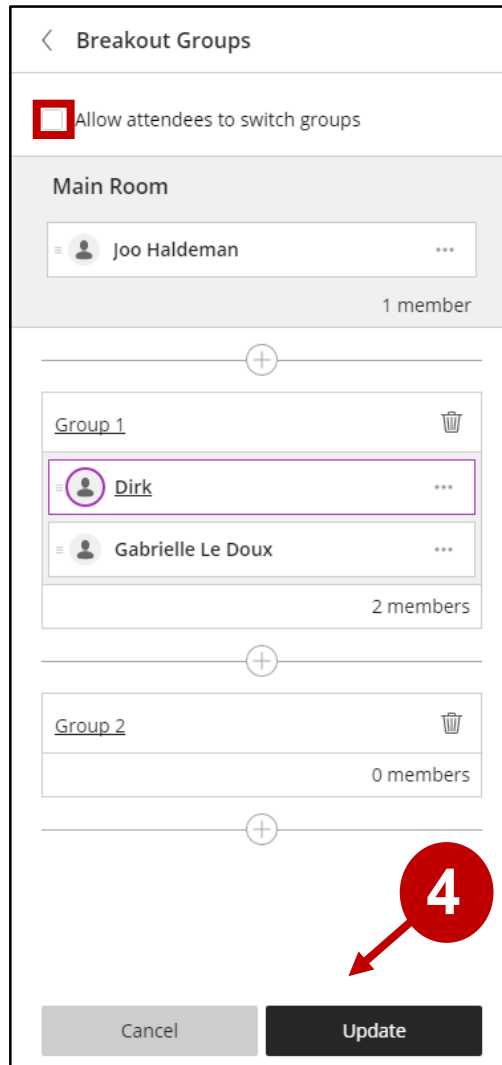 Breakout Groups
Allow attendees to switch groups
Main Room
Joo Haldeman
1 member
Group 1
Dirk
Gabrielle Le Doux
2 members
Group 2
0 members
4
Cancel Update